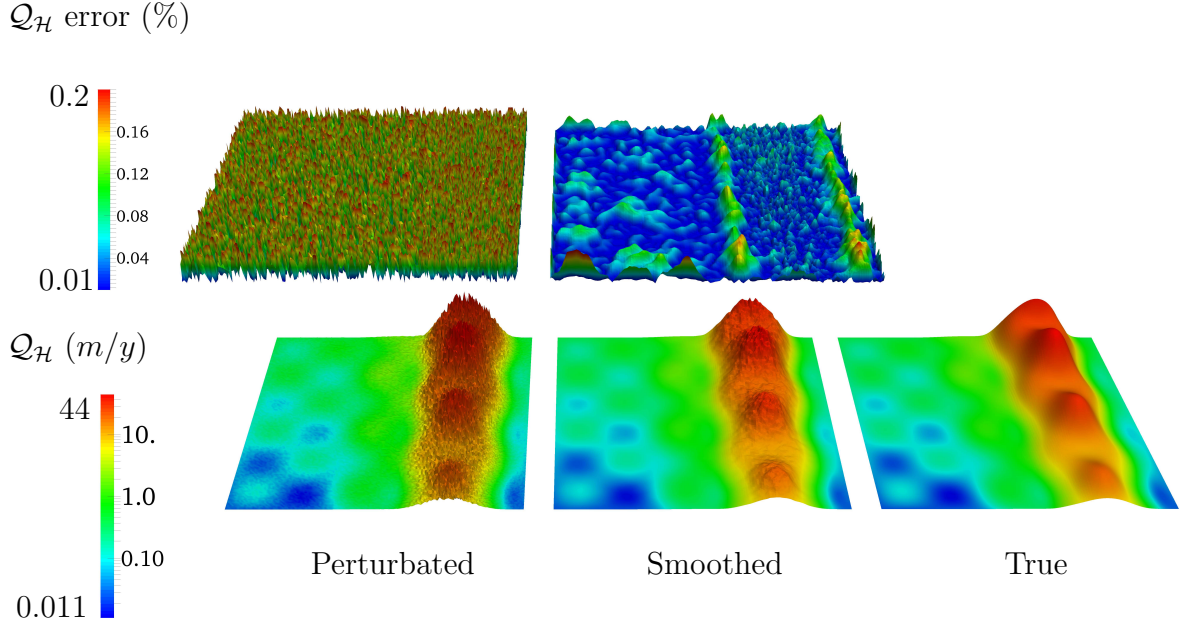 𝒬_ℋ error (%)
0.2
0.16
0.12
0.08
0.04
0.01
𝒬_ℋ (m/y)
44
10.
1.0
0.10
0.011
Perturbated
Smoothed
True